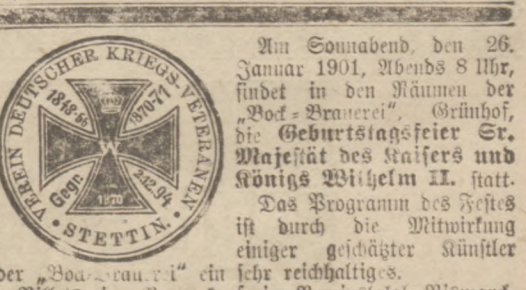 VEREIN DEUTSCHER KRIEGS-VETERANEN
• STETTIN. •
1848-66
1870-71
W
Gegr.
2.12.94
1870
Am Sonnabend, den 26.
Januar 1901, Abends 8 Uhr,
findet in den Räumen der
„Bock-Brauerei“, Grünhof,
die Geburtstagsfeier Sr.
Majestät des Kaisers und
Königs Wilhelm II. statt.
Das Programm des Festes
ist durch die Mitwirkung
einiger geschätzter Künstler
der „Bock-Brauerei“ ein sehr reichhaltiges.